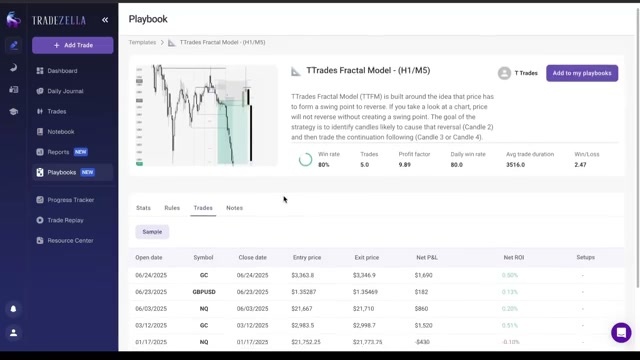 TRADEZELLA
«
+ Add Trade
Dashboard
Daily Journal
Trades
Notebook
Reports NEW
Playbooks NEW
Progress Tracker
Trade Replay
Resource Center
Playbook
Templates > TTrades Fractal Model - (H1/M5)
TTrades Fractal Model - (H1/M5)
T Trades
Add to my playbooks
TTrades Fractal Model (TTFM) is built around the idea that price has
to form a swing point to reverse. If you take a look at a chart, price
will not reverse without creating a swing point. The goal of the
strategy is to identify candles likely to cause that reversal (Candle 2)
and then trade the continuation following (Candle 3 or Candle 4).
Win rate Trades Profit factor Daily win rate Avg trade duration Win/Loss
80% 5.0 9.89 80.0 3516.0 2.47
Stats Rules Trades Notes
Sample
Open date Symbol Close date Entry price Exit price Net P&L Net ROI Setups
06/24/2025 GC 06/24/2025 $3,363.8 $3,346.9 $1,690 0.50% -
06/23/2025 GBPUSD 06/23/2025 $1.35287 $1.35469 $182 0.13% -
06/03/2025 NQ 06/03/2025 $21,667 $21,710 $860 0.20% -
03/12/2025 GC 03/12/2025 $2,983.5 $2,998.7 $1,520 0.51% -
01/17/2025 NQ 01/17/2025 $21,752.25 $21,773.75 -$430 -0.10% -